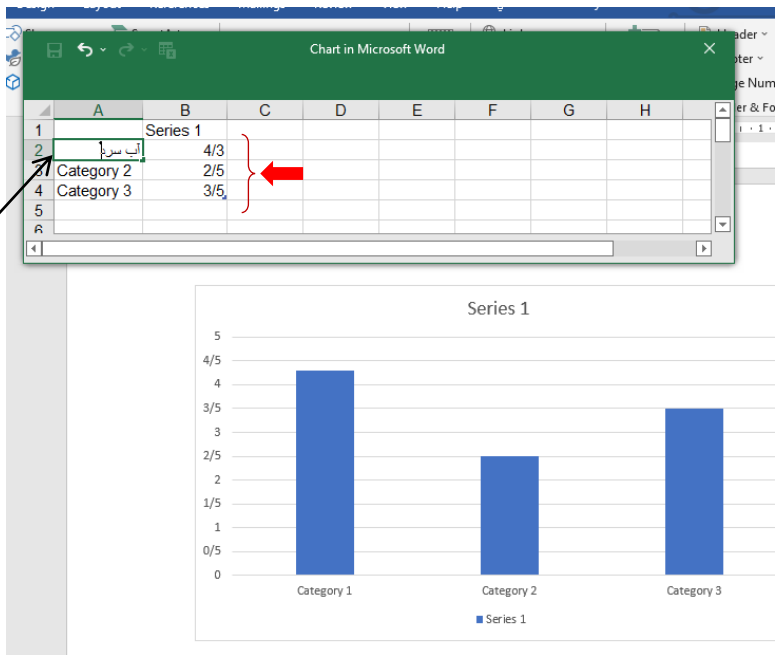 Chart in Microsoft Word
A B C D E F G H
1 Series 1
2 آب سرد 4/3
3 Category 2 2/5
4 Category 3 3/5
5
6
Series 1
5
4/5
4
3/5
3
2/5
2
1/5
1
0/5
0
Category 1 Category 2 Category 3
Series 1